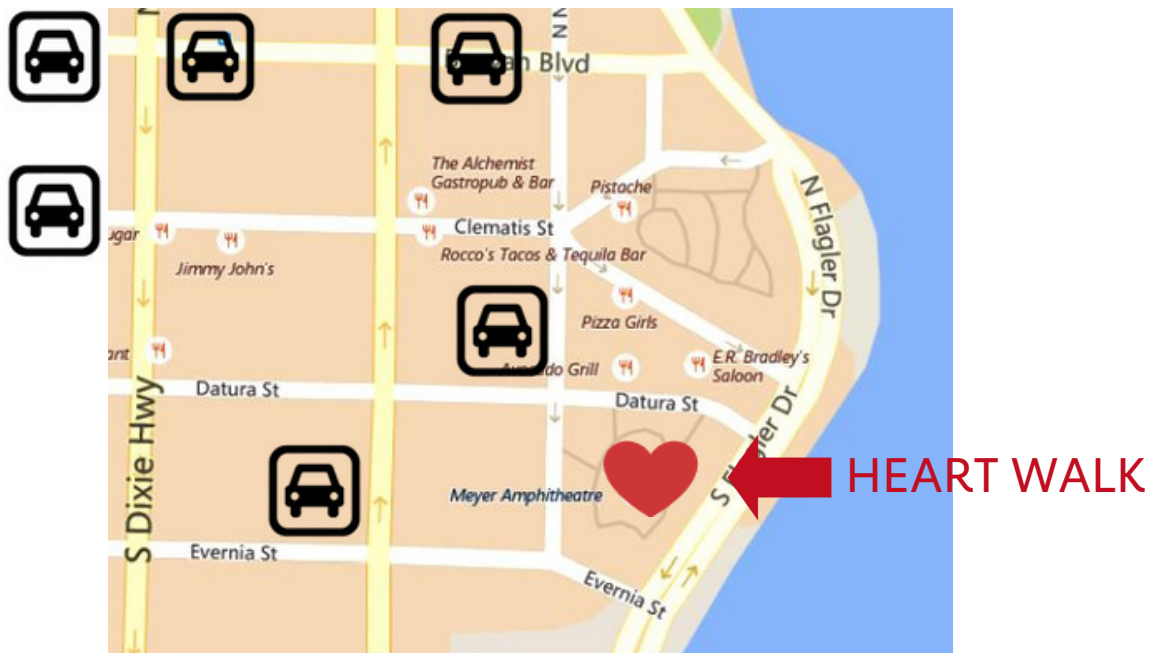 N
N
Blvd
The Alchemist
Gastropub & Bar
Pistache
N Flagler Dr
Clematis St
Rocco's Tacos & Tequila Bar
Jimmy John's
Pizza Girls
E.R. Bradley's
Saloon
Grill
Datura St
Datura St
S Dixie Hwy
S Flagler Dr
HEART WALK
Meyer Amphitheatre
Evernia St
Evernia St